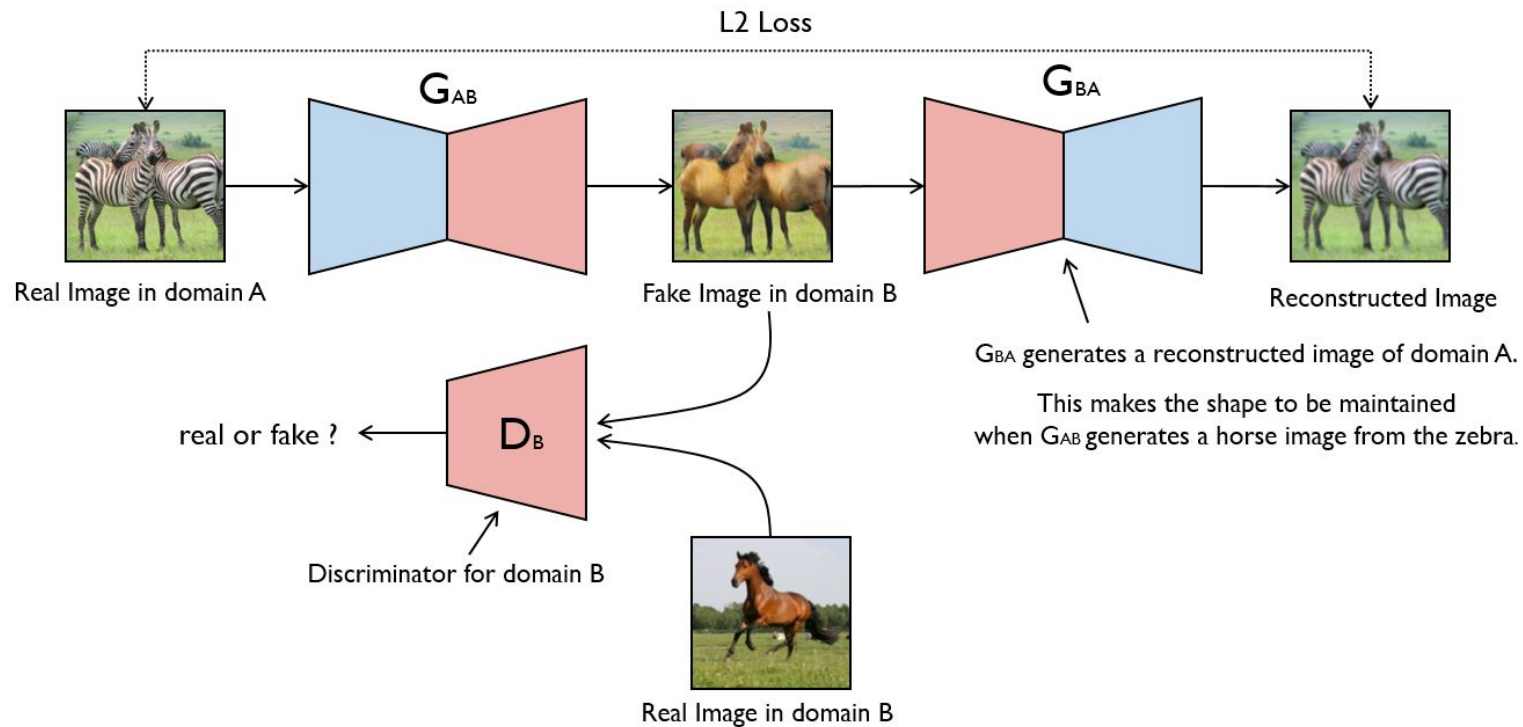 L2 Loss
GAB
GBA
Real Image in domain A
Fake Image in domain B
Reconstructed Image
GBA generates a reconstructed image of domain A.
This makes the shape to be maintained
when GAB generates a horse image from the zebra.
real or fake ?
DB
Discriminator for domain B
Real Image in domain B